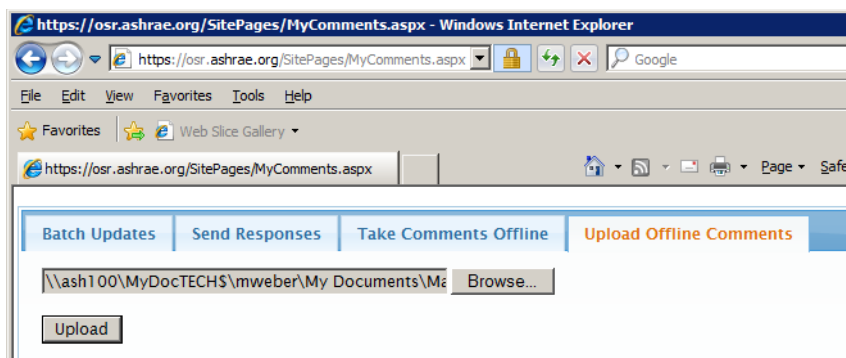 https://osr.ashrae.org/SitePages/MyComments.aspx - Windows Internet Explorer
https://osr.ashrae.org/SitePages/MyComments.aspx Google
File Edit View Favorites Tools Help
Favorites Web Slice Gallery
https://osr.ashrae.org/SitePages/MyComments.aspx Page Safe
Batch Updates Send Responses Take Comments Offline Upload Offline Comments
\\ash100\MyDocTECH$\mweber\My Documents\Ma Browse...
Upload